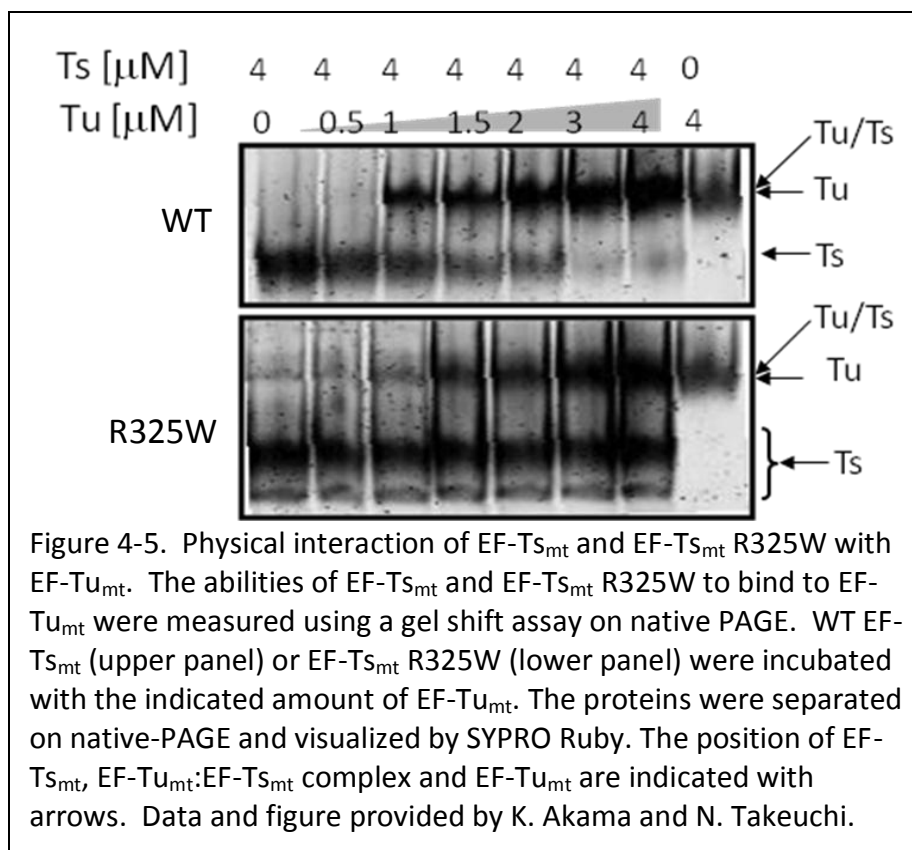 Ts [μM] 4 4 4 4 4 4 4 0
Tu [μM] 0 0.5 1 1.5 2 3 4 4
Tu/Ts
Tu
WT
Ts
Tu/Ts
Tu
R325W
Ts
Figure 4-5. Physical interaction of EF-Tsmt and EF-Tsmt R325W with
EF-Tumt. The abilities of EF-Tsmt and EF-Tsmt R325W to bind to EF-
Tumt were measured using a gel shift assay on native PAGE. WT EF-
Tsmt (upper panel) or EF-Tsmt R325W (lower panel) were incubated
with the indicated amount of EF-Tumt. The proteins were separated
on native-PAGE and visualized by SYPRO Ruby. The position of EF-
Tsmt, EF-Tumt:EF-Tsmt complex and EF-Tumt are indicated with
arrows. Data and figure provided by K. Akama and N. Takeuchi.